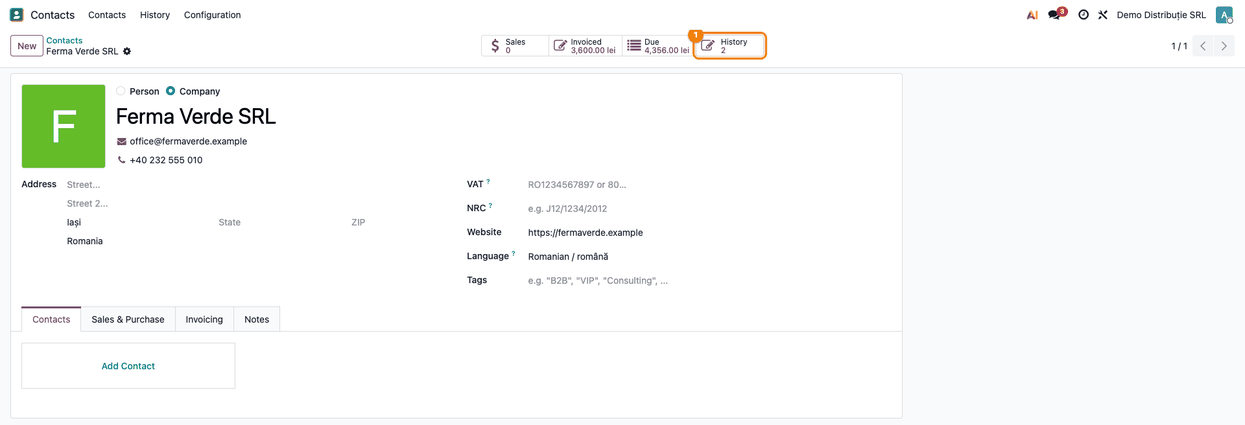 Contacts Contacts History Configuration AI 3 Demo Distribuție SRL A
New Contacts
Ferma Verde SRL
$ Sales 0
Invoiced 3,600.00 lei
Due 4,356.00 lei
1 History 2
1 / 1
F
Person Company
Ferma Verde SRL
office@fermaverde.example
+40 232 555 010
Address Street...
Street 2...
Iași State ZIP
Romania
VAT ? RO1234567897 or 80...
NRC ? e.g. J12/1234/2012
Website https://fermaverde.example
Language ? Romanian / română
Tags e.g. "B2B", "VIP", "Consulting", ...
Contacts Sales & Purchase Invoicing Notes
Add Contact